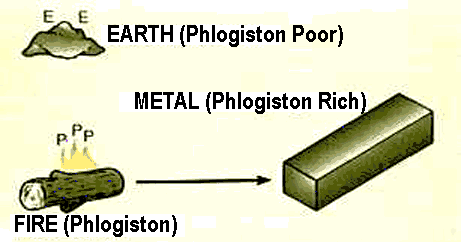 E E
EARTH (Phlogiston Poor)
METAL (Phlogiston Rich)
P P P
FIRE (Phlogiston)